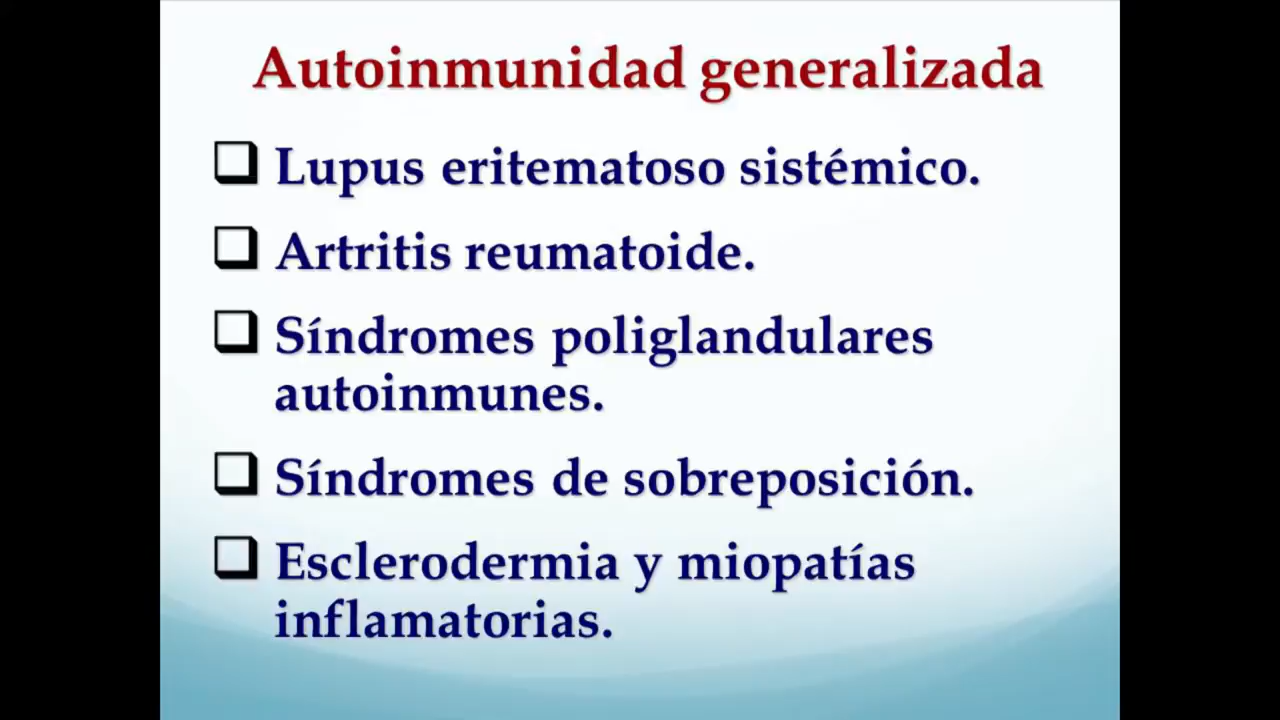 Autoinmunidad generalizada
Lupus eritematoso sistémico.
Artritis reumatoide.
Síndromes poliglandulares
autoinmunes.
Síndromes de sobreposición.
Esclerodermia y miopatías
inflamatorias.